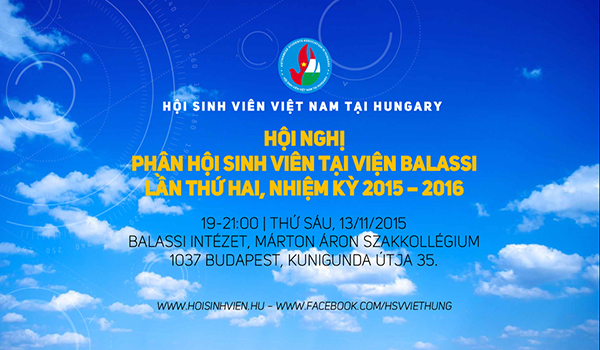 HỘI SINH VIÊN VIỆT NAM TẠI HUNGARY
HỘI NGHỊ
PHÂN HỘI SINH VIÊN TẠI VIỆN BALASSI
LẦN THỨ HAI, NHIỆM KỲ 2015 – 2016
19-21:00 | THỨ SÁU, 13/11/2015
BALASSI INTÉZET, MÁRTON ÁRON SZAKKOLLÉGIUM
1037 BUDAPEST, KUNIGUNDA ÚTJA 35.
WWW.HOISINHVIEN.HU – WWW.FACEBOOK.COM/HSVVIETHUNG